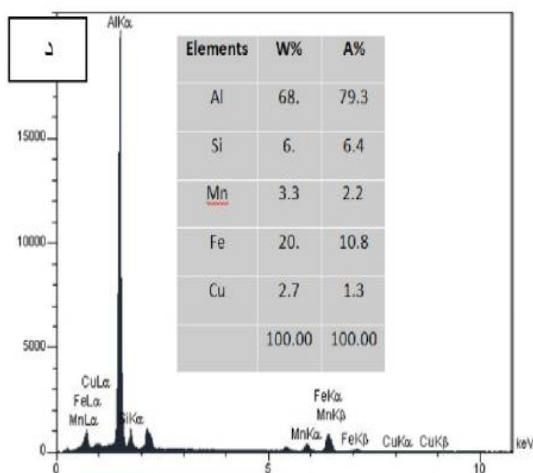 د
AlKα
Elements W% A%
Al 68. 79.3
Si 6. 6.4
Mn 3.3 2.2
Fe 20. 10.8
Cu 2.7 1.3
100.00 100.00
15000
10000
5000
CuLα
FeLα
MnLα
SiKα
FeKα
MnKβ
MnKα
FeKβ
CuKα
CuKβ
keV
0
5
10